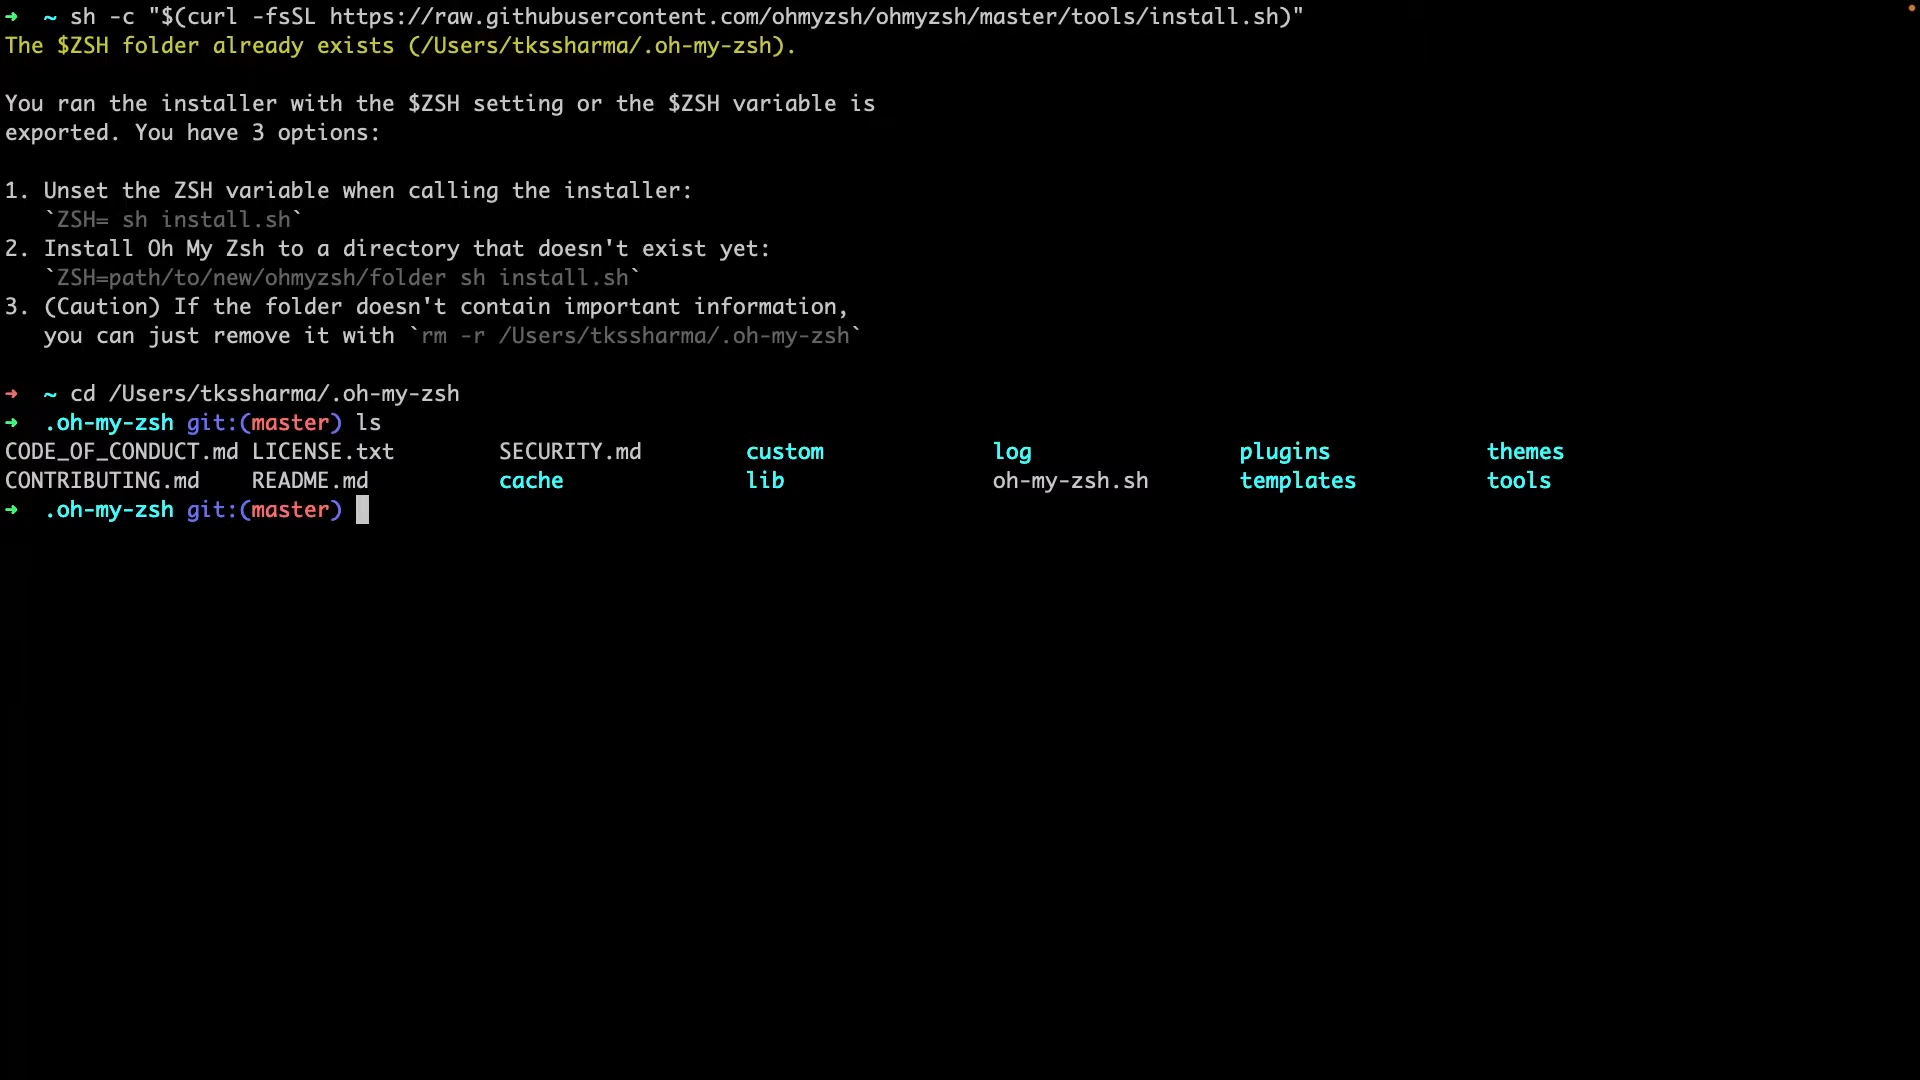 ➜  ~ sh -c "$(curl -fsSL https://raw.githubusercontent.com/ohmyzsh/ohmyzsh/master/tools/install.sh)"
The $ZSH folder already exists (/Users/tkssharma/.oh-my-zsh).
You ran the installer with the $ZSH setting or the $ZSH variable is
exported. You have 3 options:
1. Unset the ZSH variable when calling the installer:
   `ZSH= sh install.sh`
2. Install Oh My Zsh to a directory that doesn't exist yet:
   `ZSH=path/to/new/ohmyzsh/folder sh install.sh`
3. (Caution) If the folder doesn't contain important information,
   you can just remove it with `rm -r /Users/tkssharma/.oh-my-zsh`
➜  ~ cd /Users/tkssharma/.oh-my-zsh
➜  .oh-my-zsh git:(master) ls
CODE_OF_CONDUCT.md LICENSE.txt        SECURITY.md        custom             log                plugins            themes
CONTRIBUTING.md    README.md          cache              lib                oh-my-zsh.sh       templates          tools
➜  .oh-my-zsh git:(master)